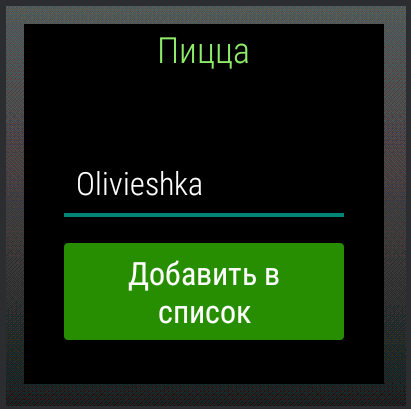 Пицца
Olivieshka
Добавить в
список